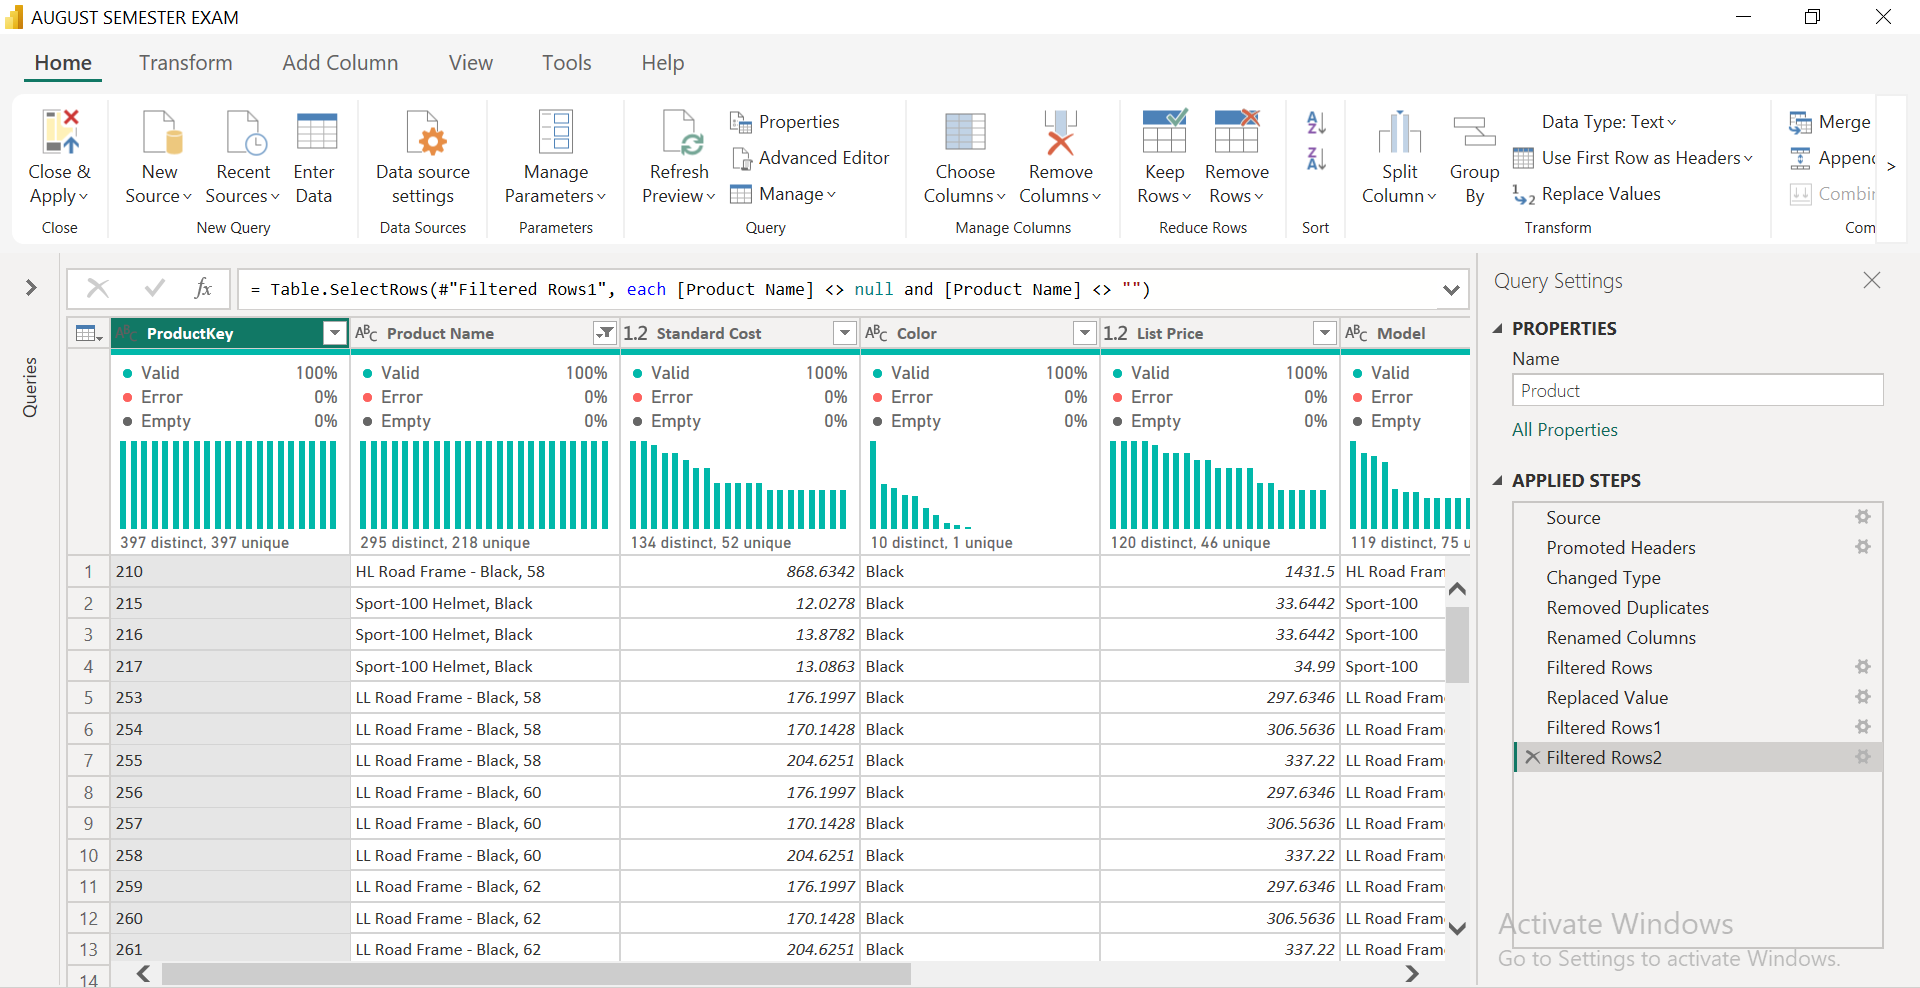 AUGUST SEMESTER EXAM
Home Transform Add Column View Tools Help
Close & Apply
Close
New Source
Recent Sources
Enter Data
New Query
Data source settings
Data Sources
Manage Parameters
Parameters
Refresh Preview
Properties
Advanced Editor
Manage
Query
Choose Columns
Remove Columns
Manage Columns
Keep Rows
Remove Rows
Reduce Rows
A Z
Z A
Sort
Split Column
Group By
Data Type: Text
Use First Row as Headers
1 2 Replace Values
Transform
Merge
Appen
Combi
Com
Queries
fx = Table.SelectRows(#"Filtered Rows1", each [Product Name] <> null and [Product Name] <> "")
ABC ProductKey ABC Product Name 1.2 Standard Cost ABC Color 1.2 List Price ABC Model
Valid 100% Valid 100% Valid 100% Valid 100% Valid 100% Valid
Error 0% Error 0% Error 0% Error 0% Error 0% Error
Empty 0% Empty 0% Empty 0% Empty 0% Empty 0% Empty
397 distinct, 397 unique 295 distinct, 218 unique 134 distinct, 52 unique 10 distinct, 1 unique 120 distinct, 46 unique 119 distinct, 75 u
1 210 HL Road Frame - Black, 58 868.6342 Black 1431.5 HL Road Fram
2 215 Sport-100 Helmet, Black 12.0278 Black 33.6442 Sport-100
3 216 Sport-100 Helmet, Black 13.8782 Black 33.6442 Sport-100
4 217 Sport-100 Helmet, Black 13.0863 Black 34.99 Sport-100
5 253 LL Road Frame - Black, 58 176.1997 Black 297.6346 LL Road Fram
6 254 LL Road Frame - Black, 58 170.1428 Black 306.5636 LL Road Fram
7 255 LL Road Frame - Black, 58 204.6251 Black 337.22 LL Road Fram
8 256 LL Road Frame - Black, 60 176.1997 Black 297.6346 LL Road Fram
9 257 LL Road Frame - Black, 60 170.1428 Black 306.5636 LL Road Fram
10 258 LL Road Frame - Black, 60 204.6251 Black 337.22 LL Road Fram
11 259 LL Road Frame - Black, 62 176.1997 Black 297.6346 LL Road Fram
12 260 LL Road Frame - Black, 62 170.1428 Black 306.5636 LL Road Fram
13 261 LL Road Frame - Black, 62 204.6251 Black 337.22 LL Road Fram
14
Query Settings
PROPERTIES
Name
Product
All Properties
APPLIED STEPS
Source
Promoted Headers
Changed Type
Removed Duplicates
Renamed Columns
Filtered Rows
Replaced Value
Filtered Rows1
Filtered Rows2
Activate Windows
Go to Settings to activate Windows.